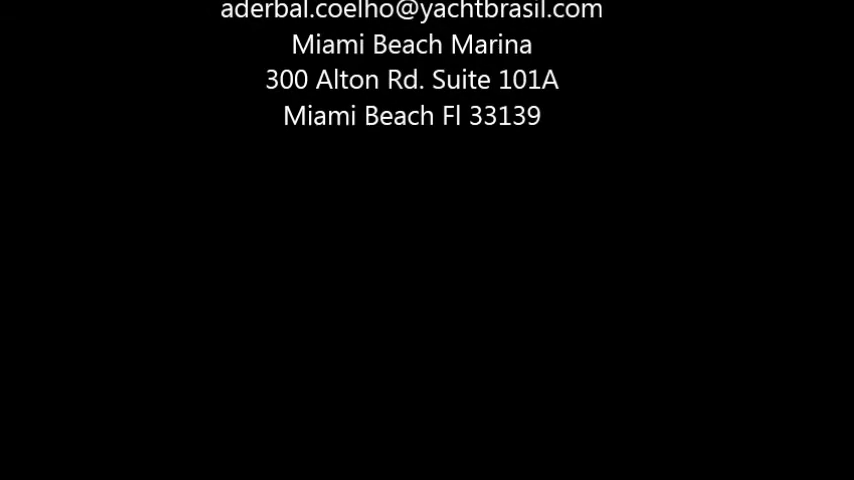 aderbal.coelho@yachtbrasil.com
Miami Beach Marina
300 Alton Rd. Suite 101A
Miami Beach Fl 33139